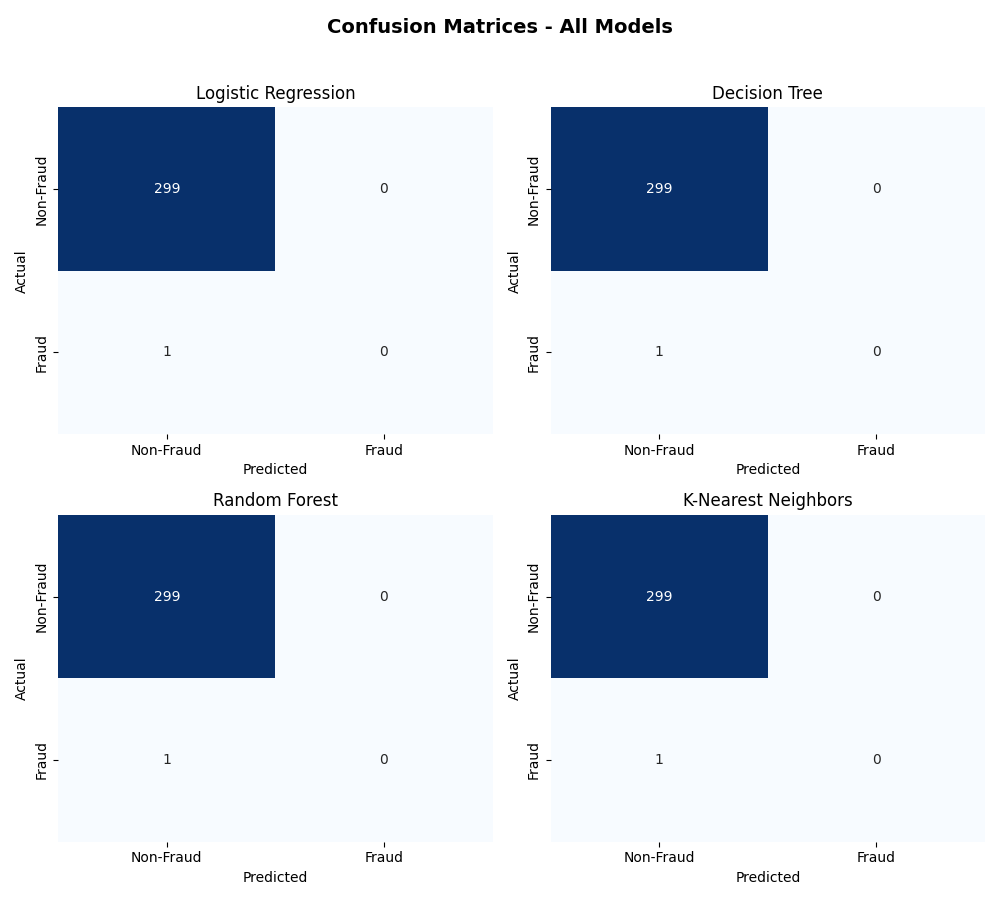 Confusion Matrices - All Models
Logistic Regression
Non-Fraud
299
0
Actual
Fraud
1
0
Non-Fraud
Fraud
Predicted
Decision Tree
Non-Fraud
299
0
Actual
Fraud
1
0
Non-Fraud
Fraud
Predicted
Random Forest
Non-Fraud
299
0
Actual
Fraud
1
0
Non-Fraud
Fraud
Predicted
K-Nearest Neighbors
Non-Fraud
299
0
Actual
Fraud
1
0
Non-Fraud
Fraud
Predicted